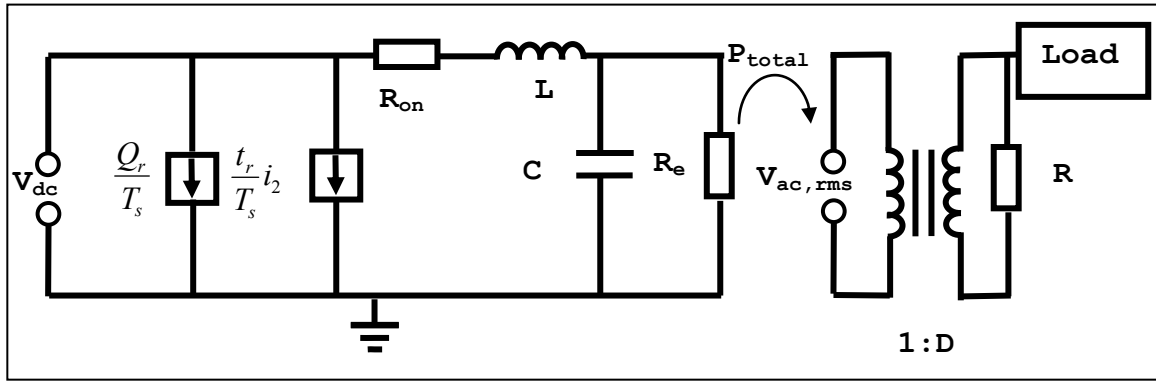 V_dc
Q_r/T_s
t_r/T_s i_2
R_on
L
C
R_e
P_total
V_ac,rms
1:D
R
Load